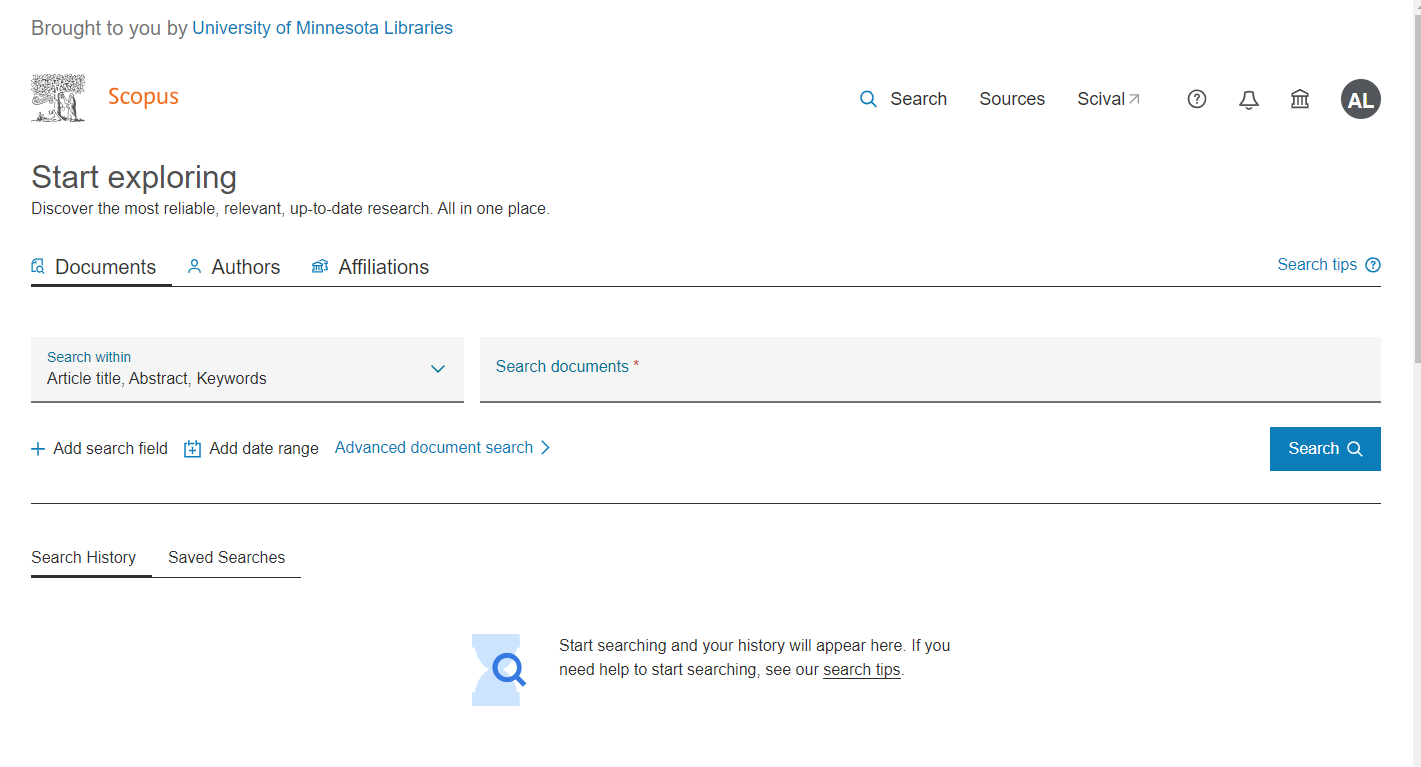 Brought to you by University of Minnesota Libraries
Scopus
Search Sources Scival
AL
Start exploring
Discover the most reliable, relevant, up-to-date research. All in one place.
Documents Authors Affiliations
Search tips
Search within
Article title, Abstract, Keywords
Search documents *
Add search field Add date range Advanced document search
Search
Search History Saved Searches
Start searching and your history will appear here. If you
need help to start searching, see our search tips.